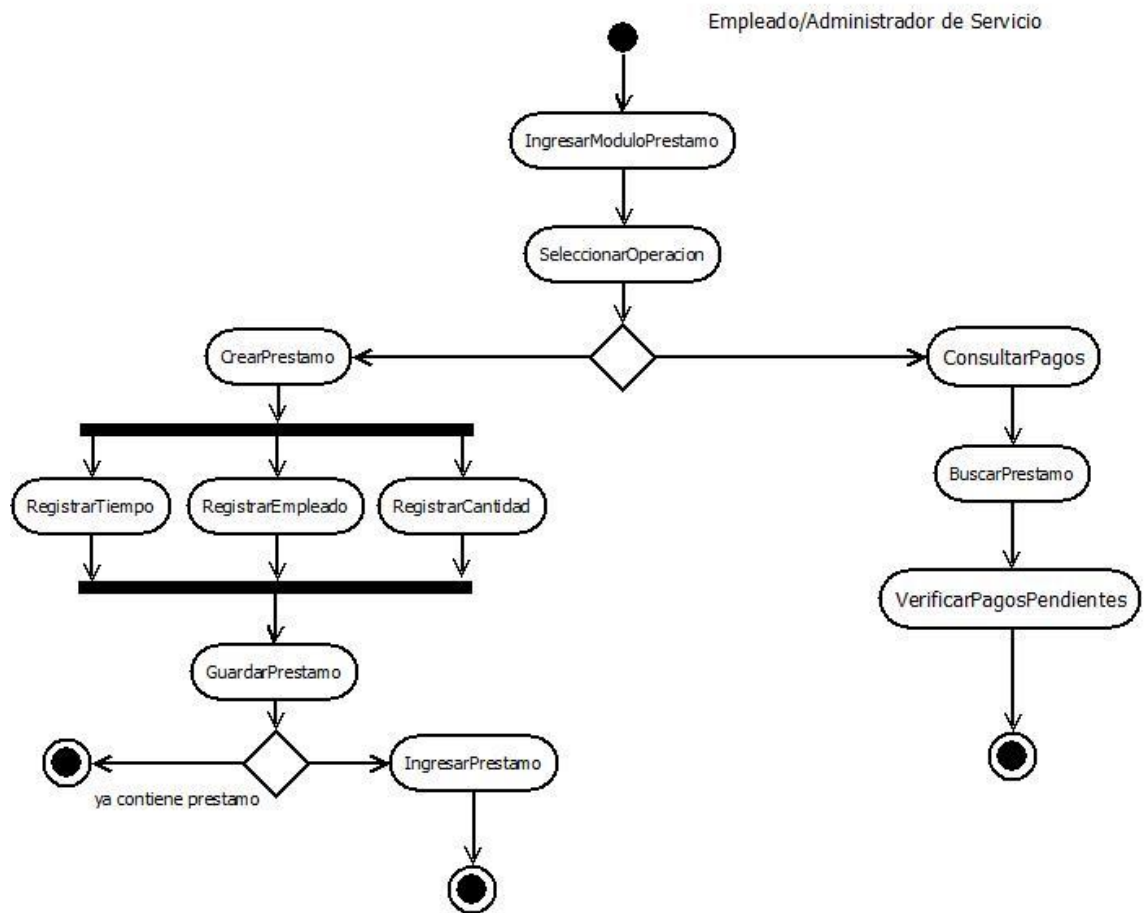 Empleado/Administrador de Servicio
IngresarModuloPrestamo
SeleccionarOperacion
CrearPrestamo
ConsultarPagos
RegistrarTiempo
RegistrarEmpleado
RegistrarCantidad
BuscarPrestamo
VerificarPagosPendientes
GuardarPrestamo
IngresarPrestamo
ya contiene prestamo